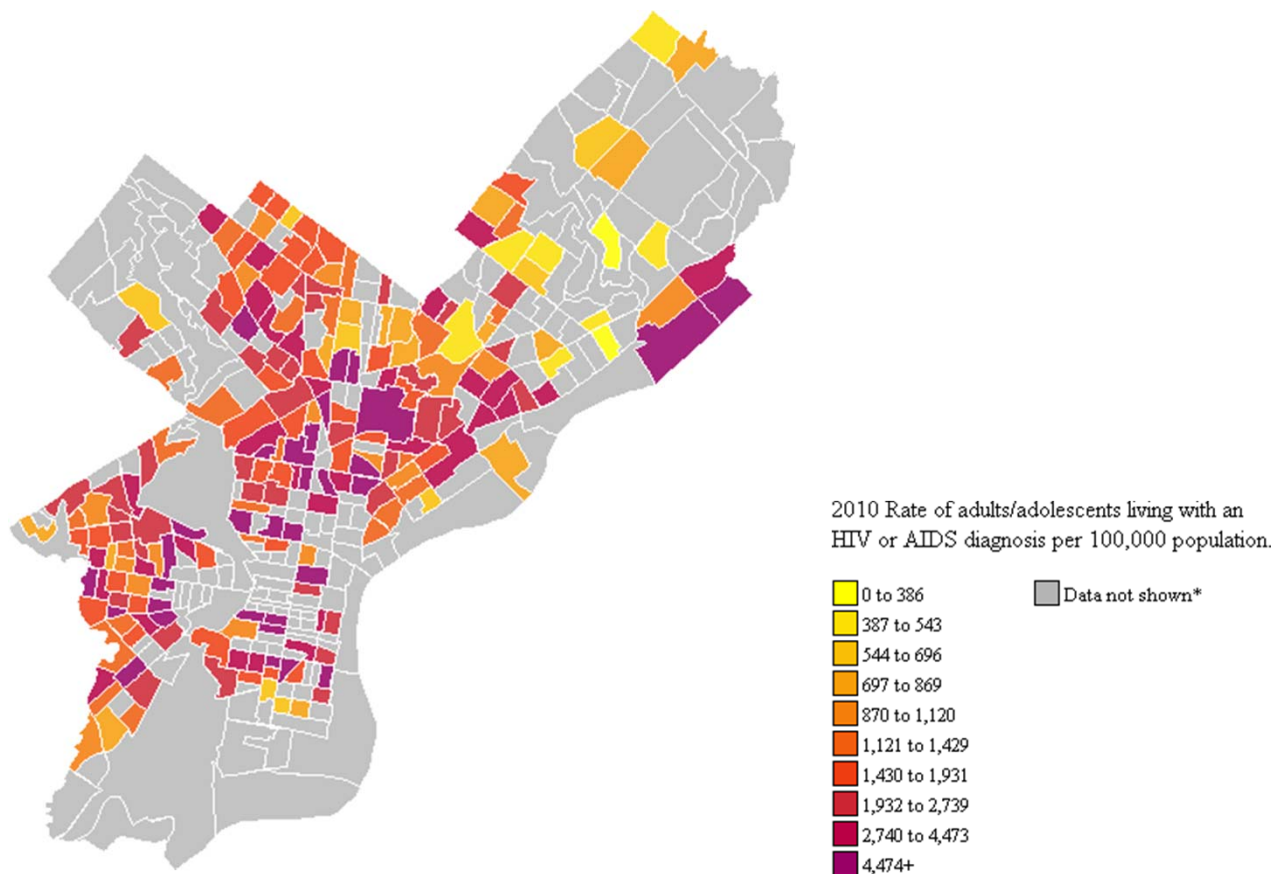 2010 Rate of adults/adolescents living with an
HIV or AIDS diagnosis per 100,000 population.
0 to 386
387 to 543
544 to 696
697 to 869
870 to 1,120
1,121 to 1,429
1,430 to 1,931
1,932 to 2,739
2,740 to 4,473
4,474+
Data not shown*